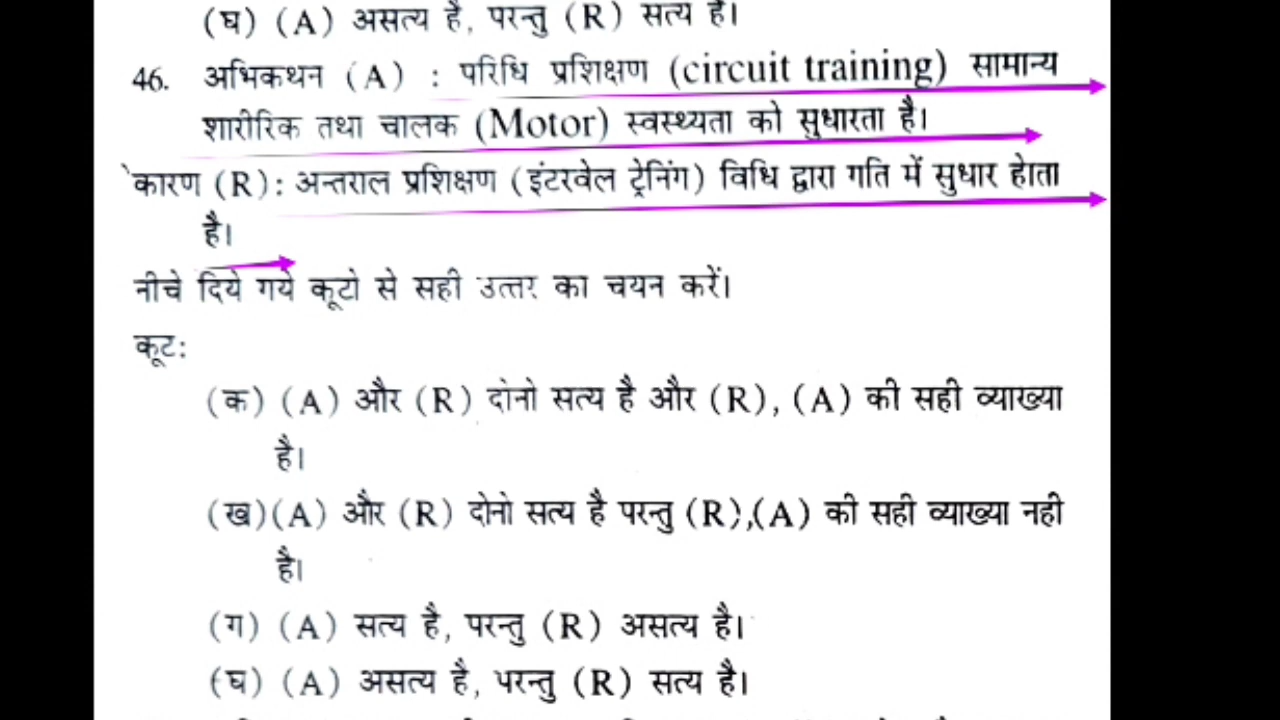 (घ) (A) असत्य है, परन्तु (R) सत्य है।
46. अभिकथन (A) : परिधि प्रशिक्षण (circuit training) सामान्य
शारीरिक तथा चालक (Motor) स्वस्थ्यता को सुधारता है।
कारण (R): अन्तराल प्रशिक्षण (इंटरवेल ट्रेनिंग) विधि द्वारा गति में सुधार हेाता
है।
नीचे दिये गये कूटो से सही उत्तर का चयन करें।
कूट:
(क) (A) और (R) दोनो सत्य है और (R), (A) की सही व्याख्या
है।
(ख) (A) और (R) दोनो सत्य है परन्तु (R),(A) की सही व्याख्या नही
है।
(ग) (A) सत्य है, परन्तु (R) असत्य है।
(घ) (A) असत्य है, परन्तु (R) सत्य है।